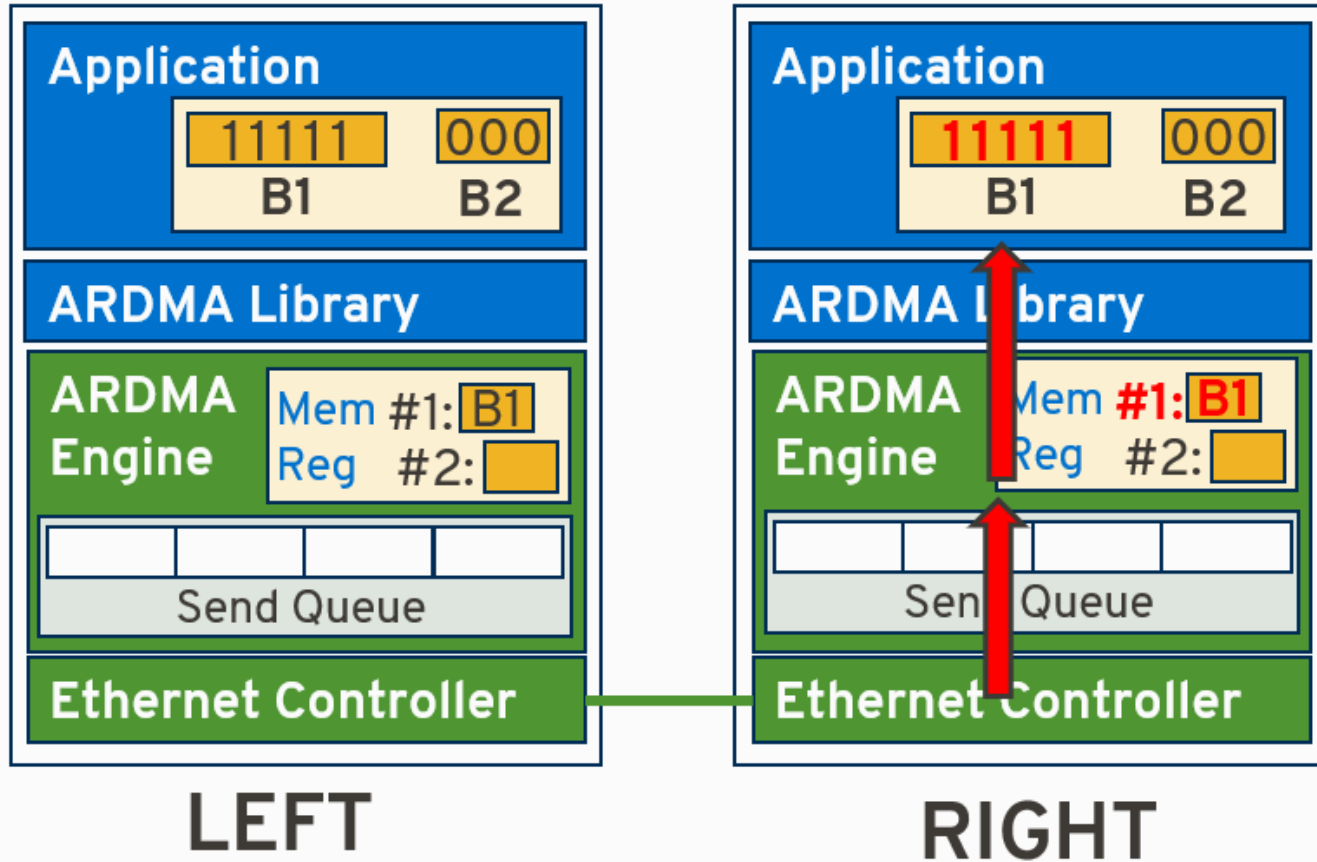 Application
11111 000
B1 B2
ARDMA Library
ARDMA Engine
Mem #1: B1
Reg #2:
Send Queue
Ethernet Controller
LEFT
Application
11111 000
B1 B2
ARDMA Library
ARDMA Engine
Mem #1: B1
Reg #2:
Send Queue
Ethernet Controller
RIGHT